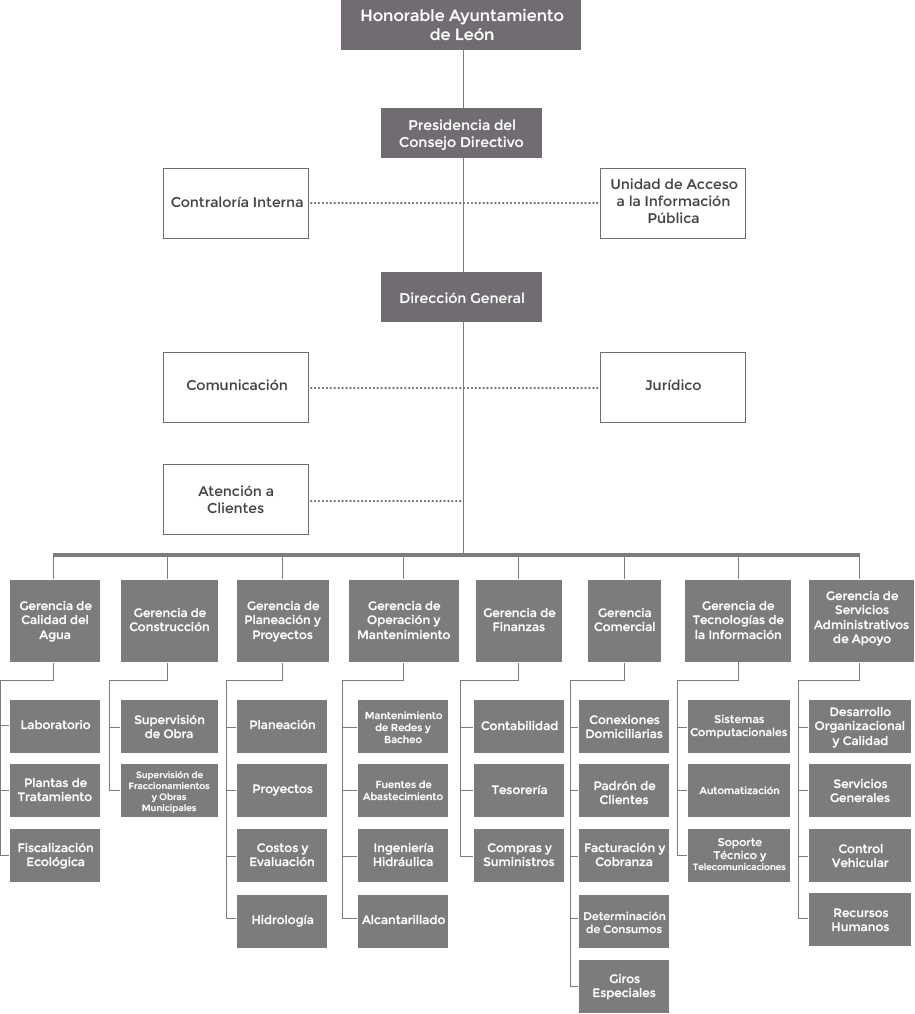 Honorable Ayuntamiento
de León
Presidencia del
Consejo Directivo
Contraloría Interna
Unidad de Acceso
a la Información
Pública
Dirección General
Comunicación
Jurídico
Atención a
Clientes
Gerencia de
Calidad del
Agua
Gerencia de
Construcción
Gerencia de
Planeación y
Proyectos
Gerencia de
Operación y
Mantenimiento
Gerencia de
Finanzas
Gerencia
Comercial
Gerencia de
Tecnologías de
la Información
Gerencia de
Servicios
Administrativos
de Apoyo
Laboratorio
Plantas de
Tratamiento
Fiscalización
Ecológica
Supervisión
de Obra
Supervisión de
Fraccionamientos
y Obras
Municipales
Planeación
Proyectos
Costos y
Evaluación
Hidrología
Mantenimiento
de Redes y
Bacheo
Fuentes de
Abastecimiento
Ingeniería
Hidráulica
Alcantarillado
Contabilidad
Tesorería
Compras y
Suministros
Conexiones
Domiciliarias
Padrón de
Clientes
Facturación y
Cobranza
Determinación
de Consumos
Giros
Especiales
Sistemas
Computacionales
Automatización
Soporte
Técnico y
Telecomunicaciones
Desarrollo
Organizacional
y Calidad
Servicios
Generales
Control
Vehicular
Recursos
Humanos